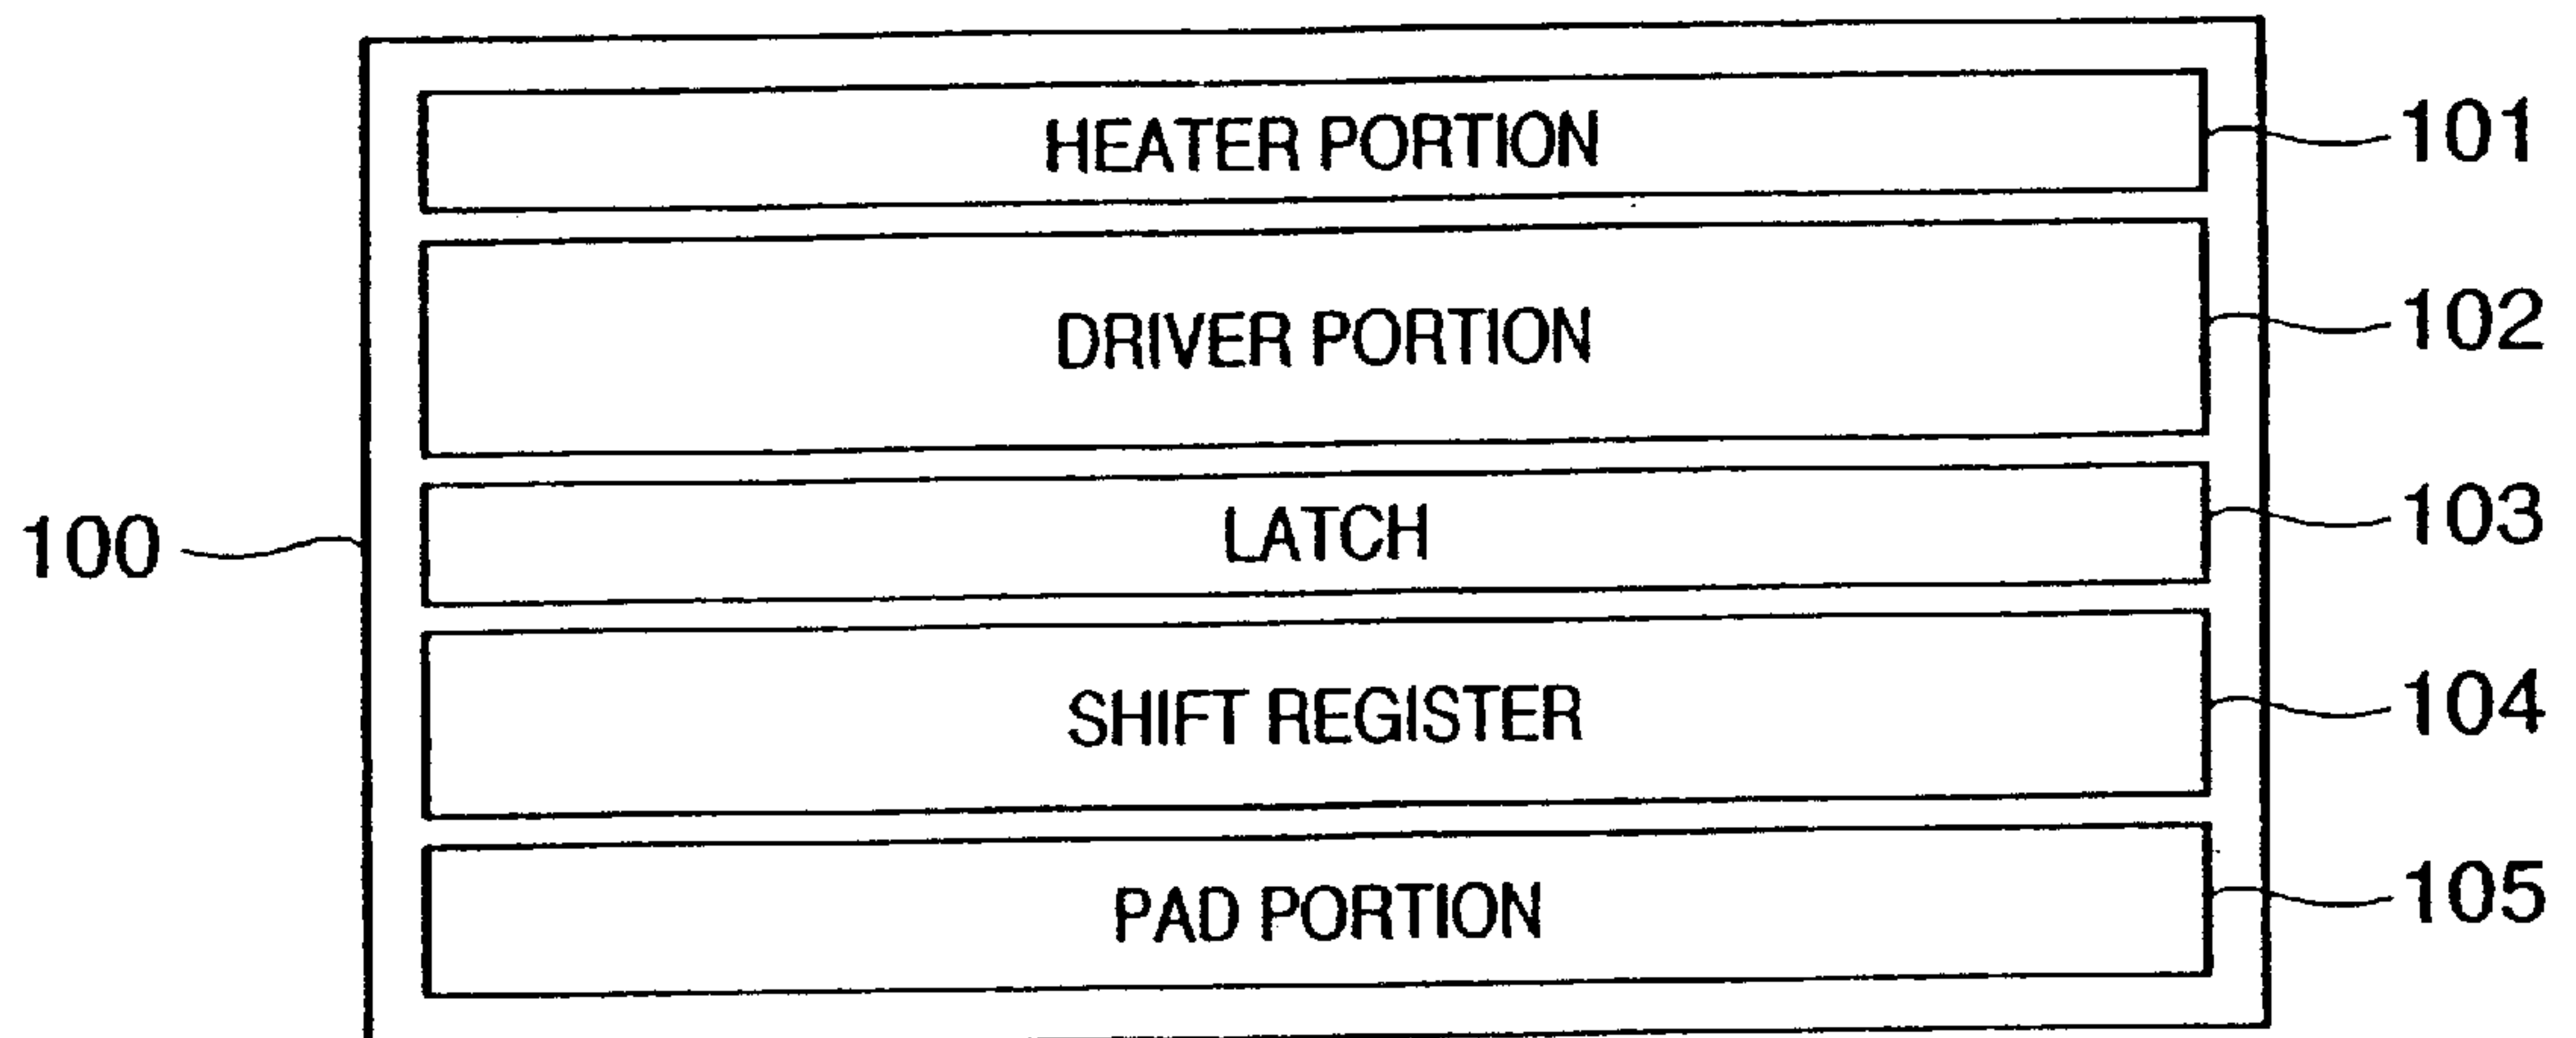 HEATER PORTION 101
DRIVER PORTION 102
LATCH 103
100
SHIFT REGISTER 104
PAD PORTION 105